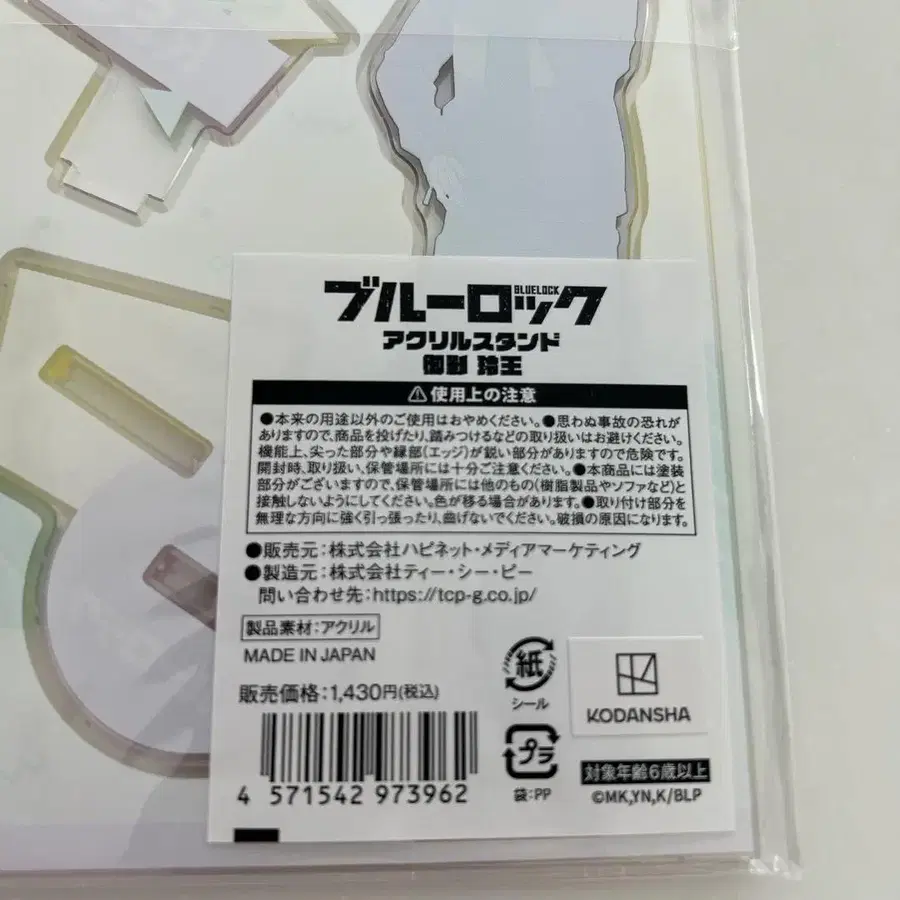 ブルーロック
BLUELOCK
アクリルスタンド
御影 玲王
⚠使用上の注意
●本来の用途以外のご使用はおやめください。●思わぬ事故の恐れが
ありますので、商品を投げたり、踏みつけるなどの取り扱いはお避けください。
機能上、尖った部分や縁部(エッジ)が鋭い部分がありますので危険です。
開封時、取り扱い、保管場所には十分ご注意ください。●本商品には塗装
部分がございますので、保管場所には他のもの(樹脂製品やソファなど)と
接触しないようにしてください。色が移る場合があります。●取り付け部分を
無理な方向に強く引っ張ったり、曲げないでください。破損の原因になります。
●販売元:株式会社ハピネット・メディアマーケティング
●製造元:株式会社ティー・シー・ピー
問い合わせ先:https://tcp-g.co.jp/
製品素材:アクリル
MADE IN JAPAN
販売価格:1,430円(税込)
4 571542 973962
紙
シール
プラ
袋:PP
KODANSHA
対象年齢6歳以上
©MK,YN,K/BLP